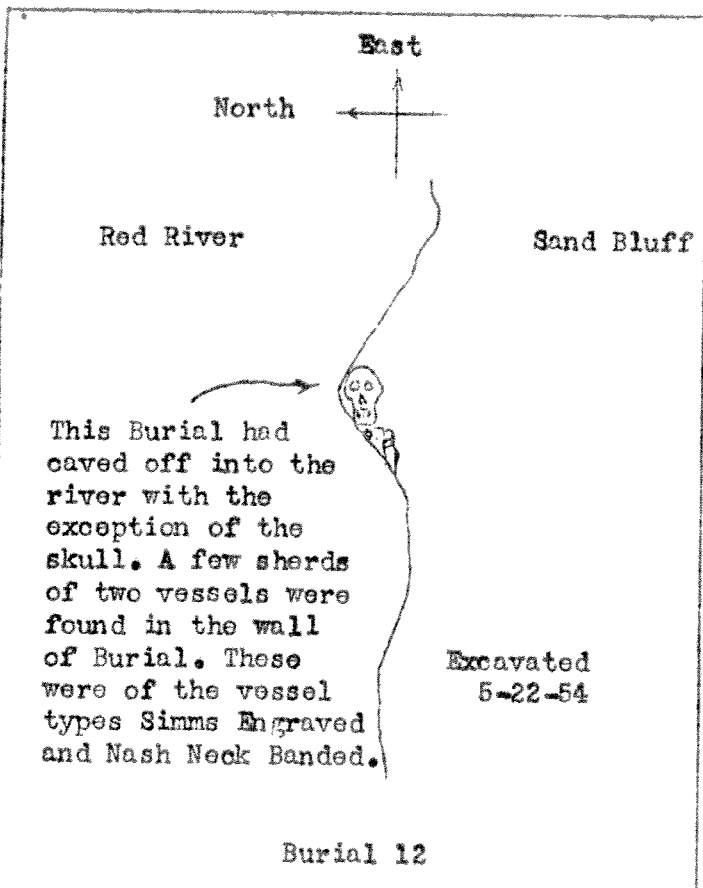 East
North
Red River
Sand Bluff
This Burial had
caved off into the
river with the
exception of the
skull. A few sherds
of two vessels were
found in the wall
of Burial. These
were of the vessel
types Simms Engraved
and Nash Neck Banded.
Excavated
5-22-54
Burial 12